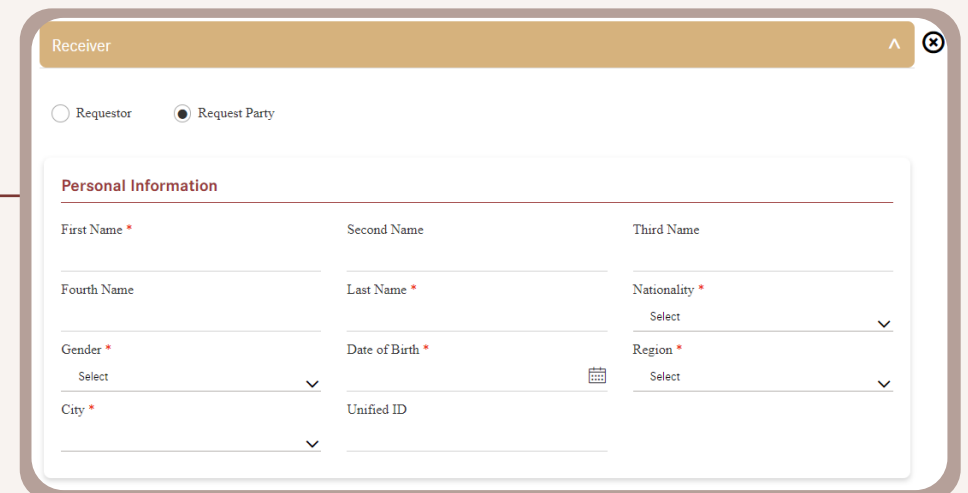 Receiver
Requestor Request Party
Personal Information
First Name * Second Name Third Name
Fourth Name Last Name * Nationality *
Select
Gender * Date of Birth * Region *
Select Select
City * Unified ID